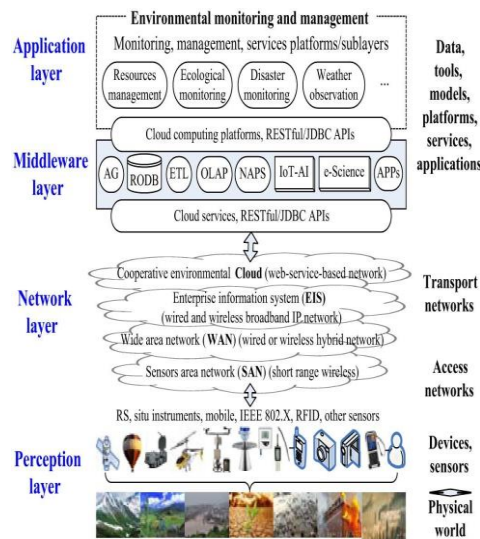 Environmental monitoring and management
Application
layer
Monitoring, management, services platforms/sublayers
Resources
management
Ecological
monitoring
Disaster
monitoring
Weather
observation
...
Data,
tools,
models,
platforms,
services,
applications
Cloud computing platforms, RESTful/JDBC APIs
Middleware
layer
AG
RODB
ETL
OLAP
NAPS
IoT-AI
e-Science
APPs
Cloud services, RESTful/JDBC APIs
Network
layer
Cooperative environmental Cloud (web-service-based network)
Enterprise information system (EIS)
(wired and wireless broadband IP network)
Wide area network (WAN) (wired or wireless hybrid network)
Sensors area network (SAN) (short range wireless)
Transport
networks
Access
networks
RS, situ instruments, mobile, IEEE 802.X, RFID, other sensors
Perception
layer
Devices,
sensors
Physical
world